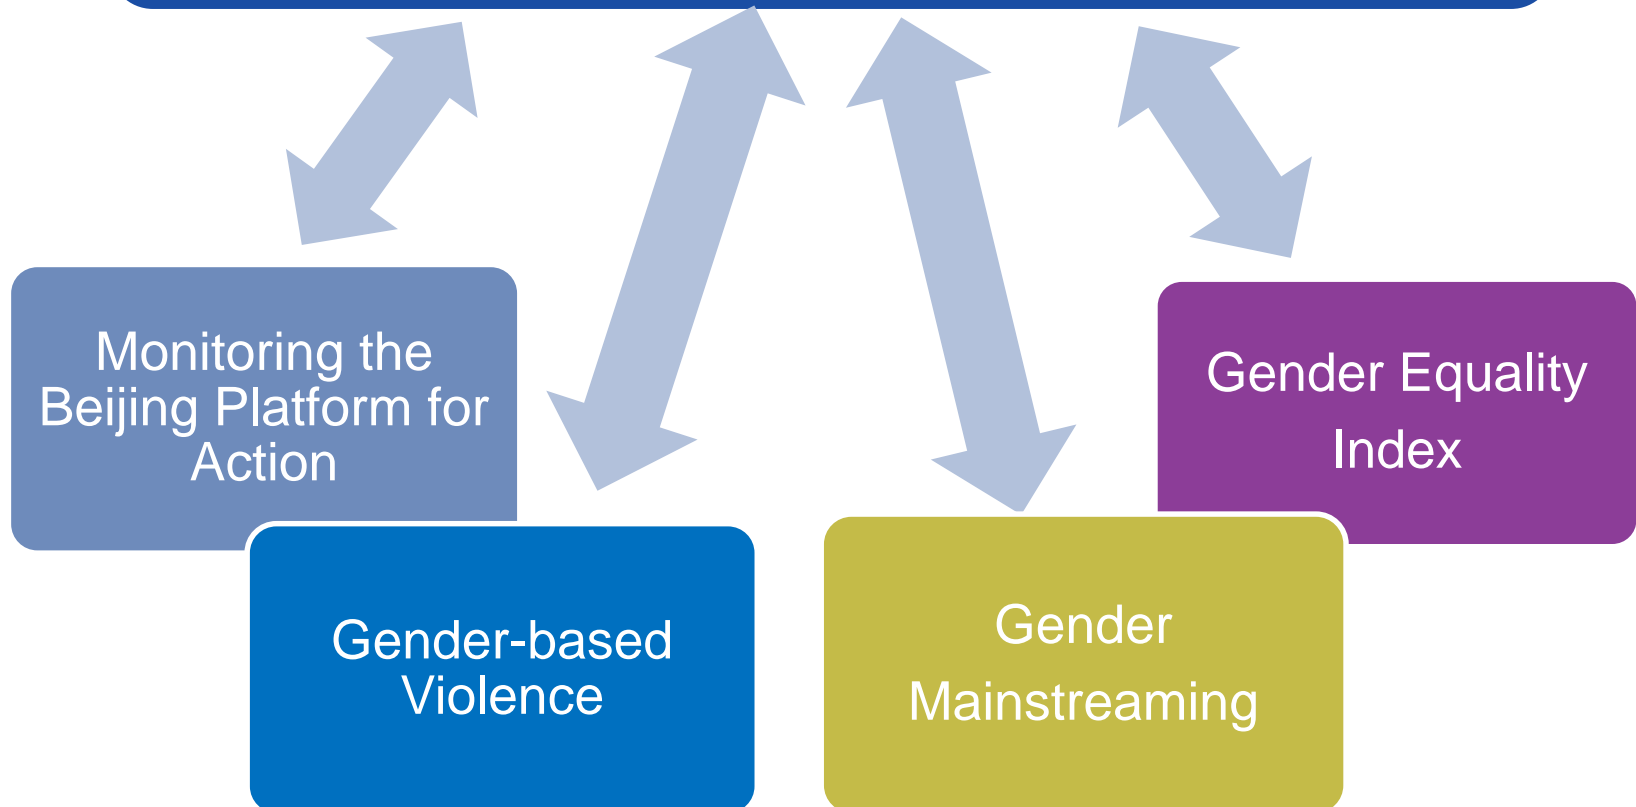 Monitoring the
Beijing Platform for
Action
Gender Equality
Index
Gender-based
Violence
Gender
Mainstreaming